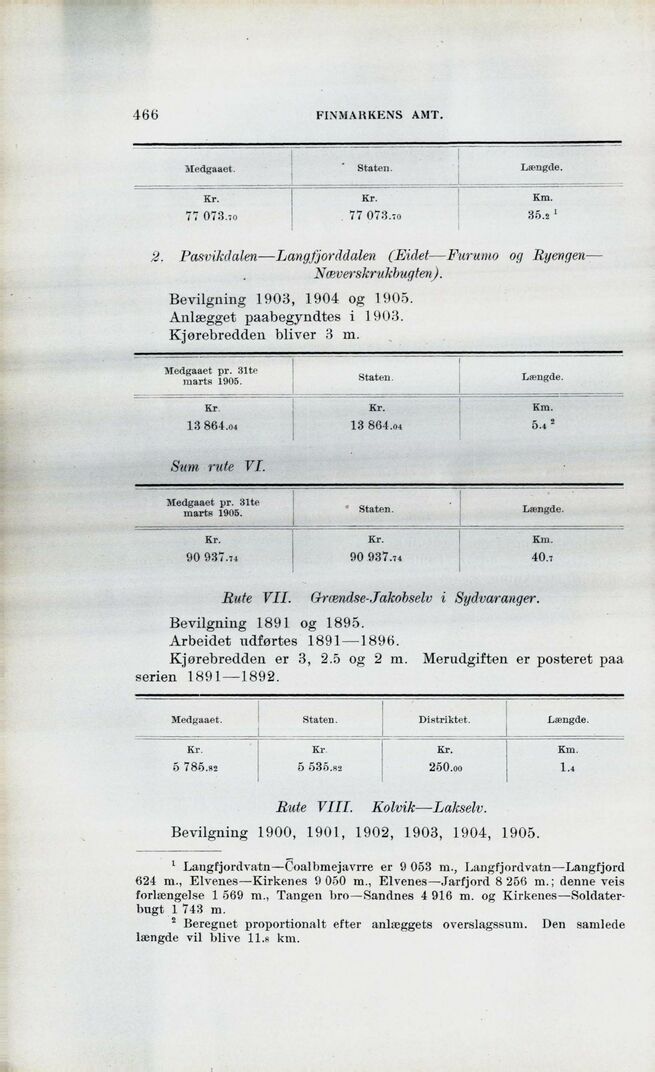 466 FINMARKENS AMT.
Medgaaet. Staten. Længde.
Kr. Kr. Km.
77 073.70 77 073.70 35.2 ¹
2. Pasvikdalen—Langfjorddalen (Eidet—Furumo og Ryengen—
Næverskrukbugten).
Bevilgning 1903, 1904 og 1905.
Anlægget paabegyndtes i 1903.
Kjørebredden bliver 3 m.
Medgaaet pr. 31te
marts 1905. Staten. Længde.
Kr. Kr. Km.
13 864.04 13 864.04 5.4 ²
Sum rute VI.
Medgaaet pr. 31te
marts 1905. Staten. Længde.
Kr. Kr. Km.
90 937.74 90 937.74 40.7
Rute VII. Grændse-Jakobselv i Sydvaranger.
Bevilgning 1891 og 1895.
Arbeidet udførtes 1891—1896.
Kjørebredden er 3, 2.5 og 2 m. Merudgiften er posteret paa
serien 1891—1892.
Medgaaet. Staten. Distriktet. Længde.
Kr. Kr. Kr. Km.
5 785.82 5 535.82 250.00 1.4
Rute VIII. Kolvik—Lakselv.
Bevilgning 1900, 1901, 1902, 1903, 1904, 1905.
¹ Langfjordvatn—C̄oalbmejavrre er 9 053 m., Langfjordvatn—Langfjord
624 m., Elvenes—Kirkenes 9 050 m., Elvenes—Jarfjord 8 256 m.; denne veis
forlængelse 1 569 m., Tangen bro—Sandnes 4 916 m. og Kirkenes—Soldater-
bugt 1 743 m.
² Beregnet proportionalt efter anlæggets overslagssum. Den samlede
længde vil blive 11.8 km.